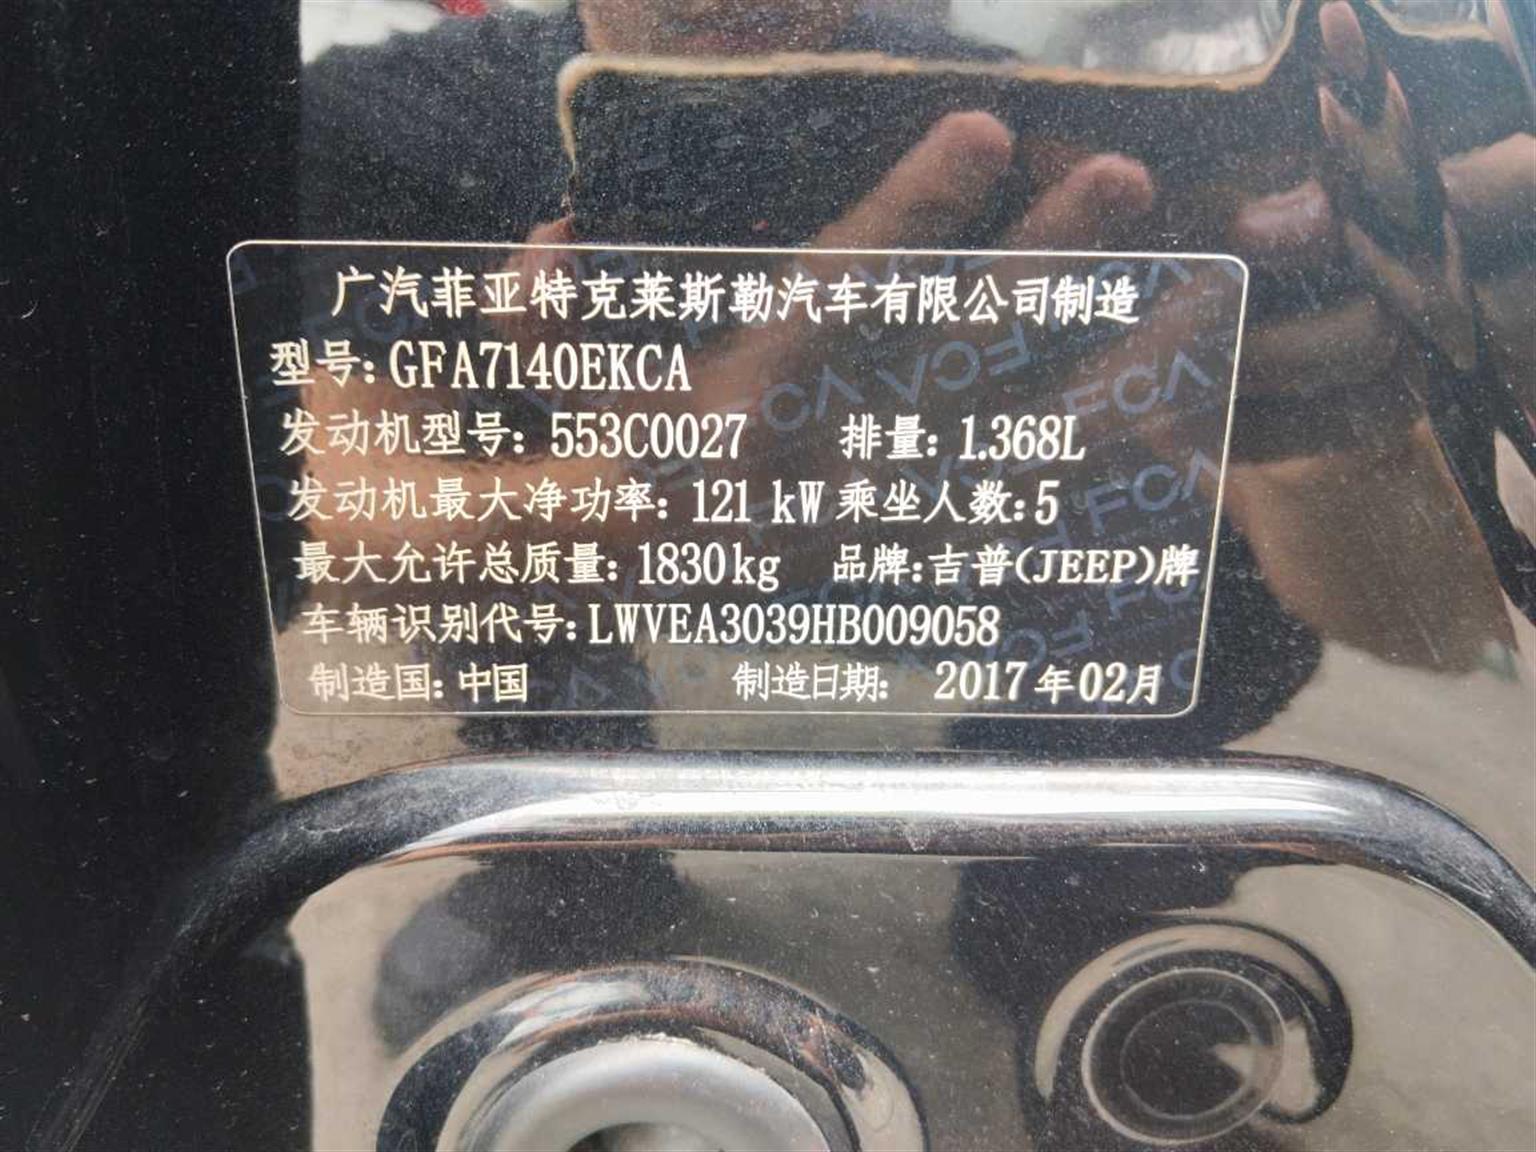 广汽菲亚特克莱斯勒汽车有限公司制造
型号:GFA7140EKCA
发动机型号:553C0027 排量:1.368L
发动机最大净功率:121 kW 乘坐人数:5
最大允许总质量:1830kg 品牌:吉普(JEEP)牌
车辆识别代号:LWVEA3039HB009058
制造国:中国 制造日期: 2017年02月